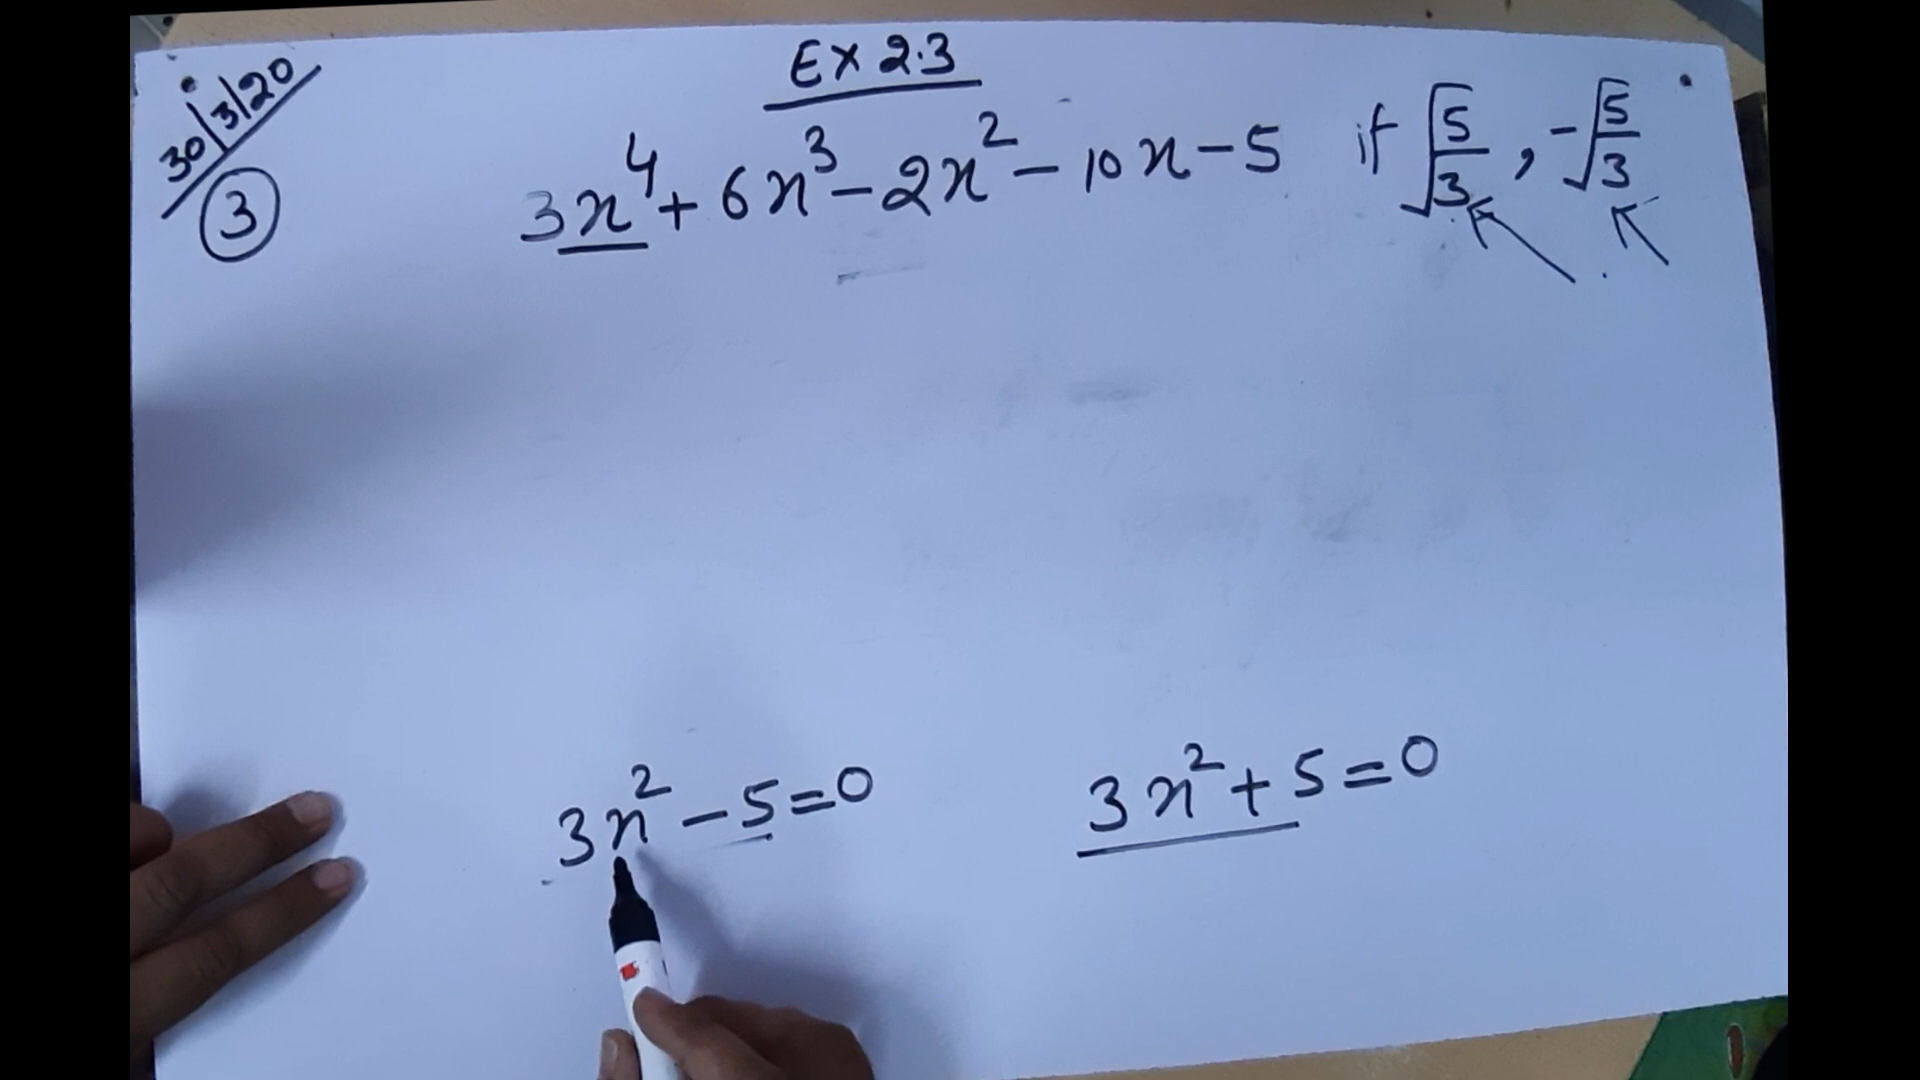 EX 2.3
30/3/20
3
3x⁴ + 6x³ - 2x² - 10x - 5 if √5/3, -√5/3
3x² - 5 = 0 3x² + 5 = 0